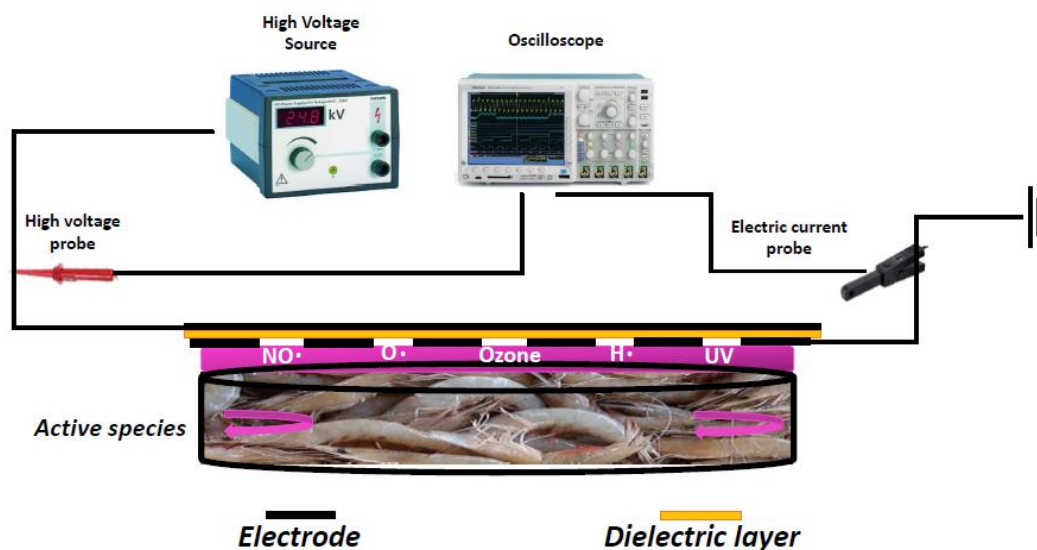 High Voltage
Source
Oscilloscope
24.8 kV
High voltage
probe
Electric current
probe
NO· O· Ozone H· UV
Active species
Electrode
Dielectric layer